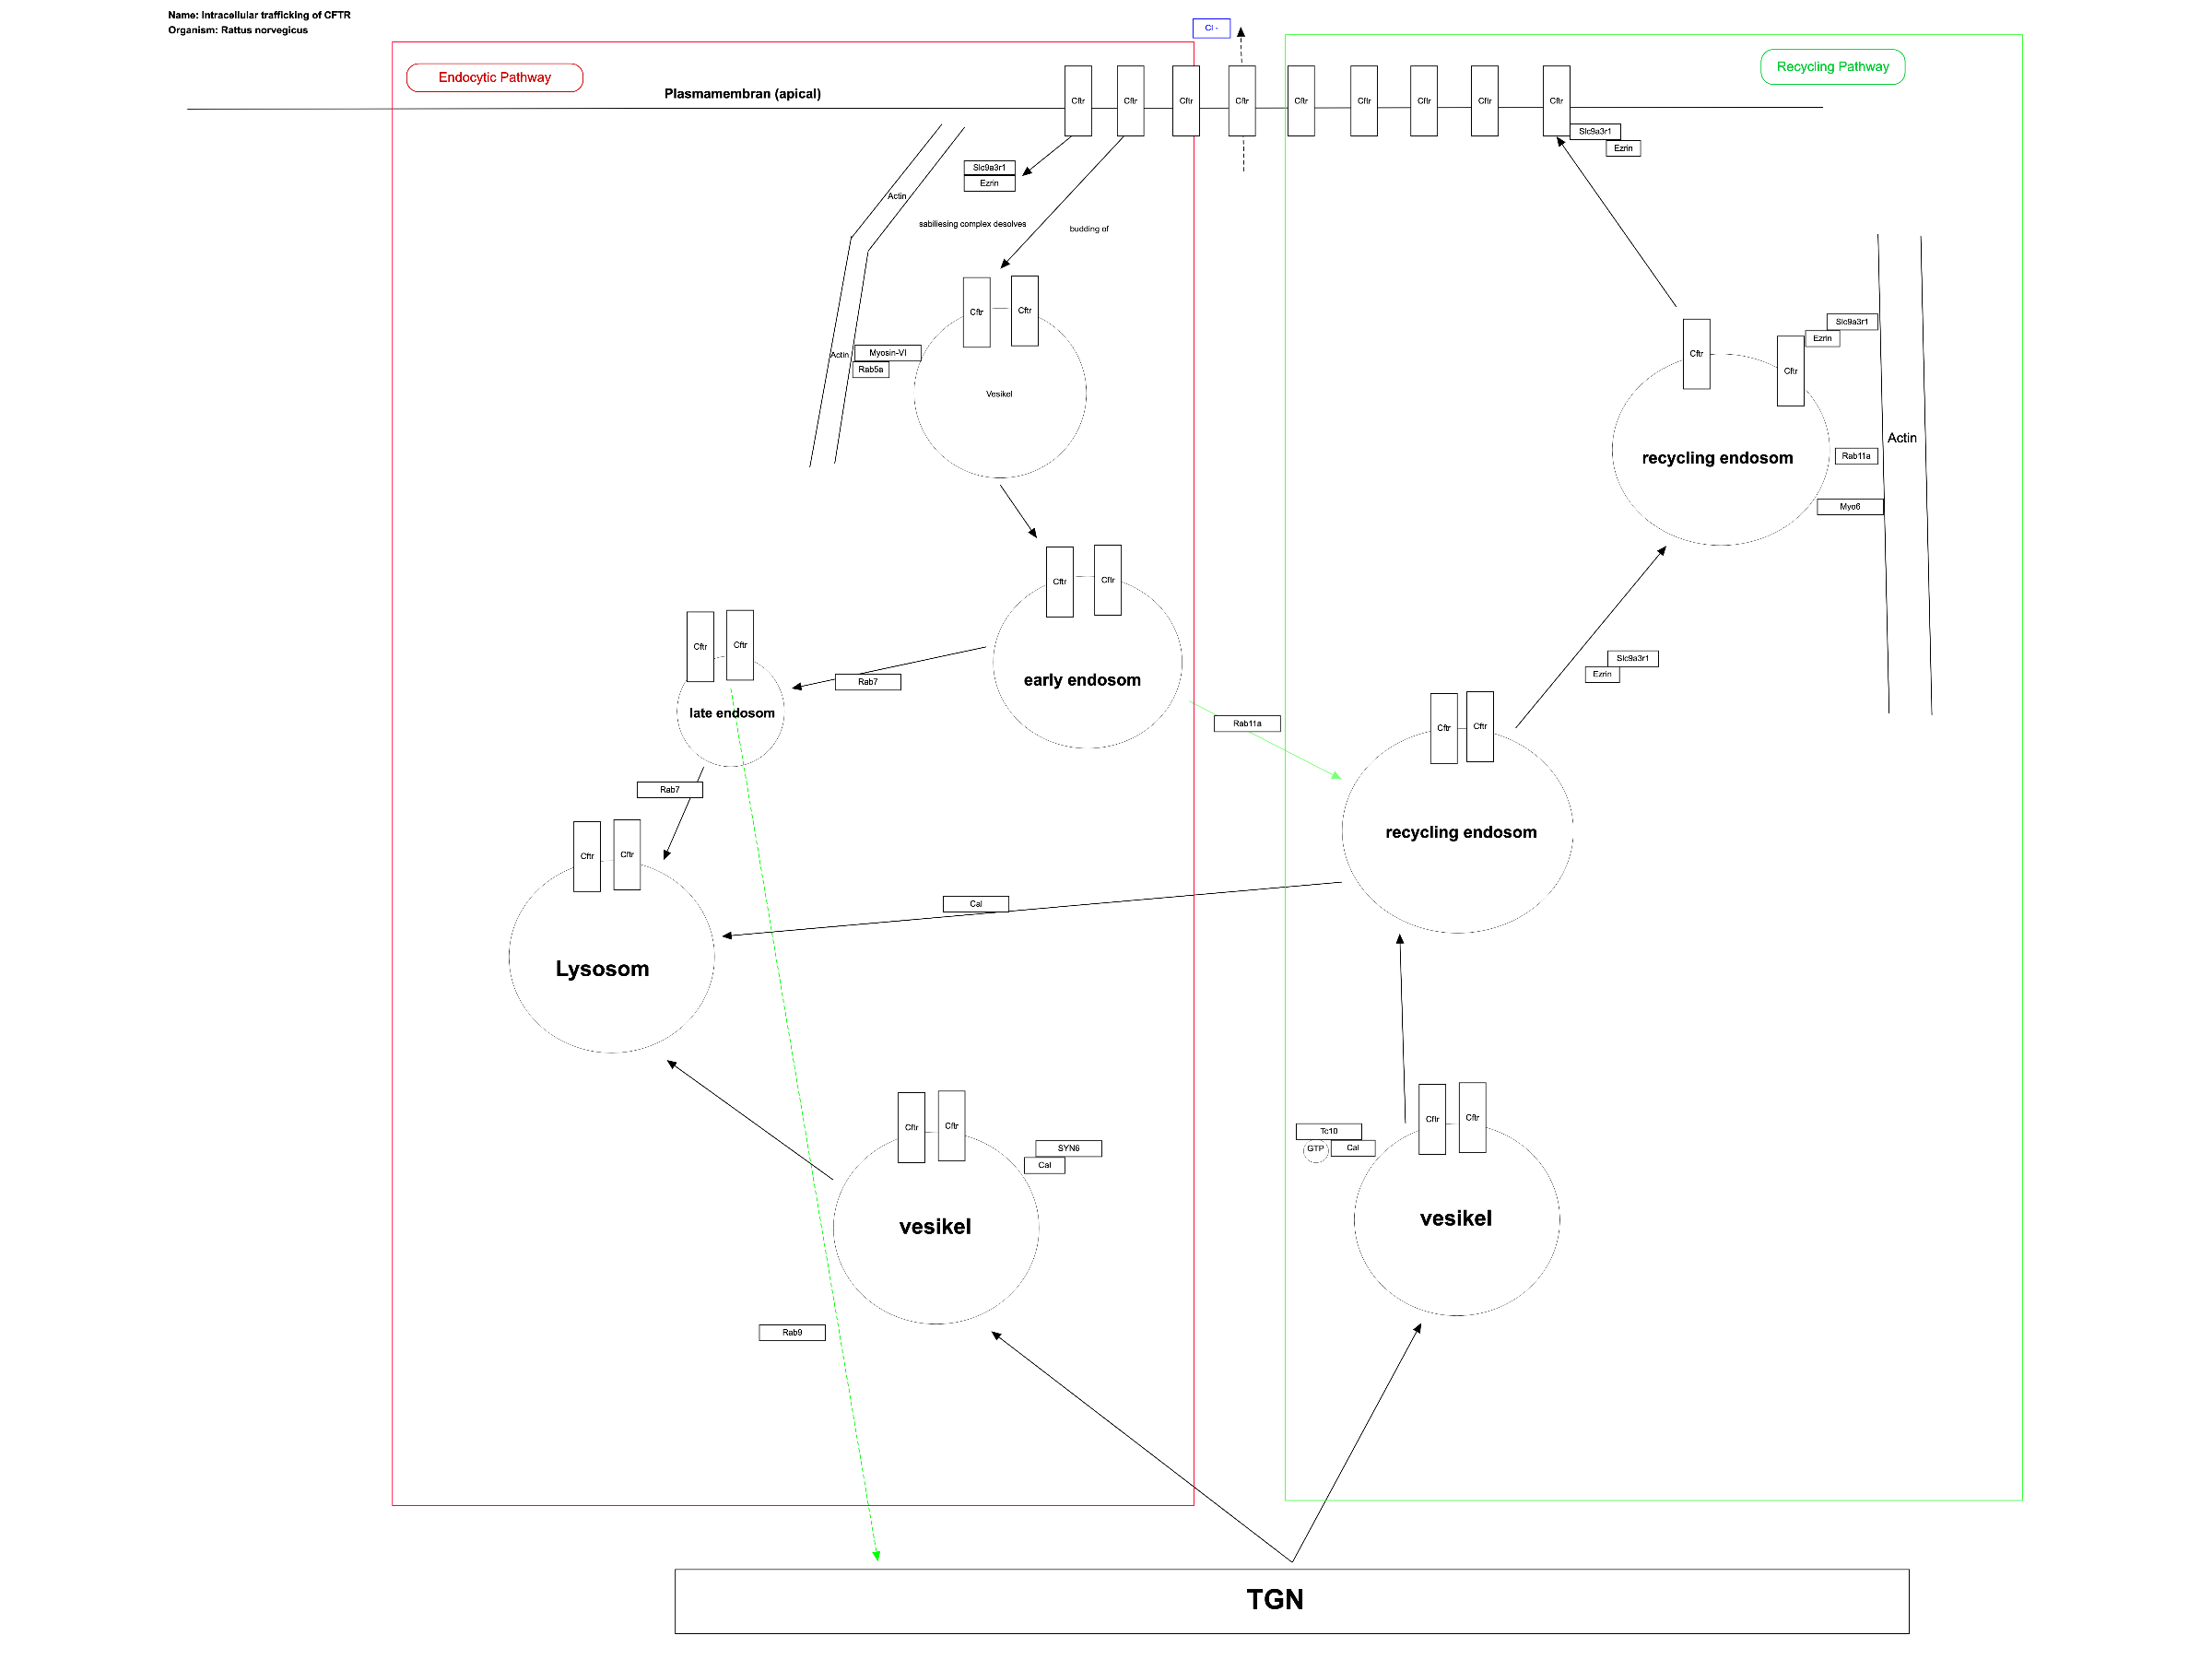 Name: Intracellular trafficking of CFTR
Organism: Rattus norvegicus
Cl -
Endocytic Pathway
Recycling Pathway
Plasmamembran (apical)
Cftr
Cftr
Cftr
Cftr
Cftr
Cftr
Cftr
Cftr
Cftr
Slc9a3r1
Ezrin
Slc9a3r1
Ezrin
Actin
sabiliesing complex desolves
budding of
Cftr
Cftr
Actin
Myosin-VI
Rab5a
Vesikel
Slc9a3r1
Ezrin
Cftr
Cftr
recycling endosom
Rab11a
Actin
Myo6
Cftr
Cftr
early endosom
Cftr
Cftr
late endosom
Rab7
Rab11a
Slc9a3r1
Ezrin
Cftr
Cftr
recycling endosom
Rab7
Cftr
Cftr
Lysosom
Cal
Cftr
Cftr
SYN6
Cal
vesikel
Tc10
GTP
Cal
Cftr
Cftr
vesikel
Rab9
TGN